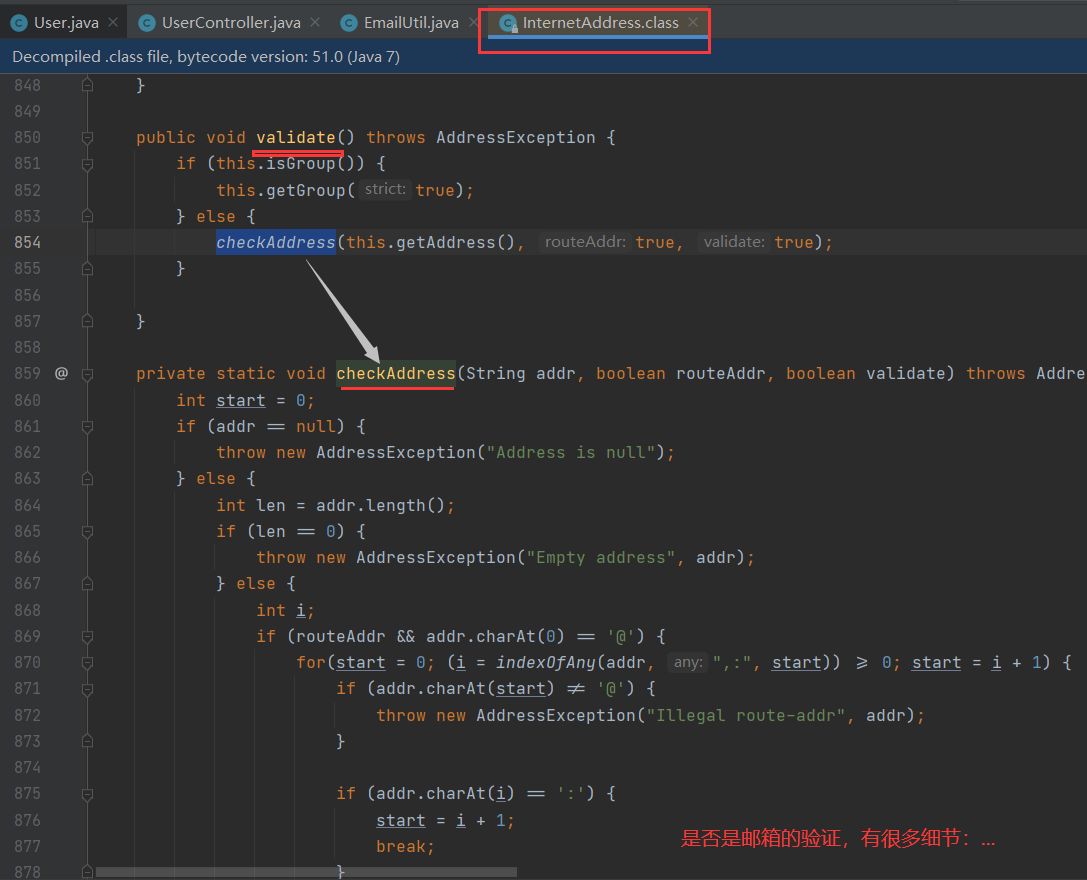 User.java × UserController.java × EmailUtil.java × InternetAddress.class ×
Decompiled .class file, bytecode version: 51.0 (Java 7)
848 }
849
850 public void validate() throws AddressException {
851 if (this.isGroup()) {
852 this.getGroup( strict: true);
853 } else {
854 checkAddress(this.getAddress(), routeAddr: true, validate: true);
855 }
856
857 }
858
859 @ private static void checkAddress(String addr, boolean routeAddr, boolean validate) throws Addre
860 int start = 0;
861 if (addr == null) {
862 throw new AddressException("Address is null");
863 } else {
864 int len = addr.length();
865 if (len == 0) {
866 throw new AddressException("Empty address", addr);
867 } else {
868 int i;
869 if (routeAddr && addr.charAt(0) == '@') {
870 for(start = 0; (i = indexOfAny(addr, any: ",:", start)) >= 0; start = i + 1) {
871 if (addr.charAt(start) != '@') {
872 throw new AddressException("Illegal route-addr", addr);
873 }
874
875 if (addr.charAt(i) == ':') {
876 start = i + 1;
877 break;
878 }
是否是邮箱的验证，有很多细节：...